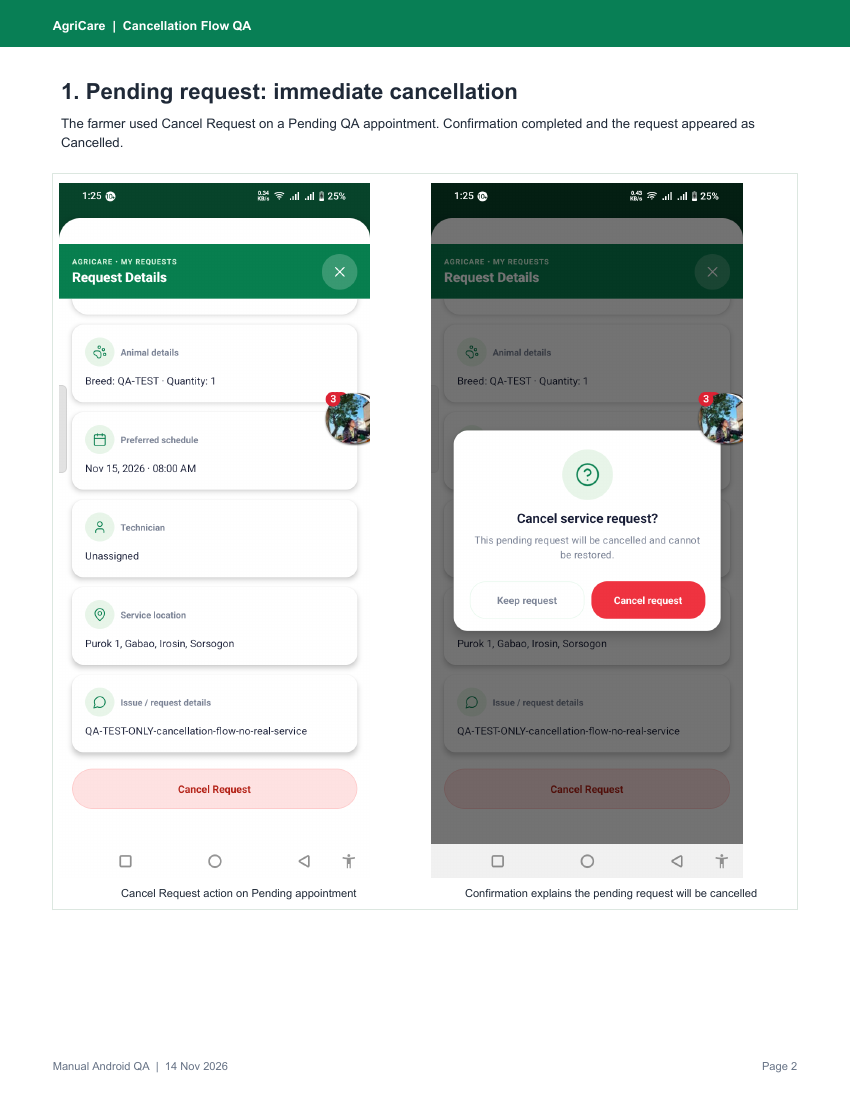 AgriCare | Cancellation Flow QA
1. Pending request: immediate cancellation
The farmer used Cancel Request on a Pending QA appointment. Confirmation completed and the request appeared as
Cancelled.
1:25
0.34
KB/s
25%
AGRICARE • MY REQUESTS
Request Details
Animal details
Breed: QA-TEST · Quantity: 1
3
Preferred schedule
Nov 15, 2026 · 08:00 AM
Technician
Unassigned
Service location
Purok 1, Gabao, Irosin, Sorsogon
Issue / request details
QA-TEST-ONLY-cancellation-flow-no-real-service
Cancel Request
Cancel Request action on Pending appointment
1:25
0.43
KB/s
25%
AGRICARE • MY REQUESTS
Request Details
Animal details
Breed: QA-TEST · Quantity: 1
3
Cancel service request?
This pending request will be cancelled and cannot
be restored.
Keep request
Cancel request
Purok 1, Gabao, Irosin, Sorsogon
Issue / request details
QA-TEST-ONLY-cancellation-flow-no-real-service
Cancel Request
Confirmation explains the pending request will be cancelled
Manual Android QA | 14 Nov 2026
Page 2